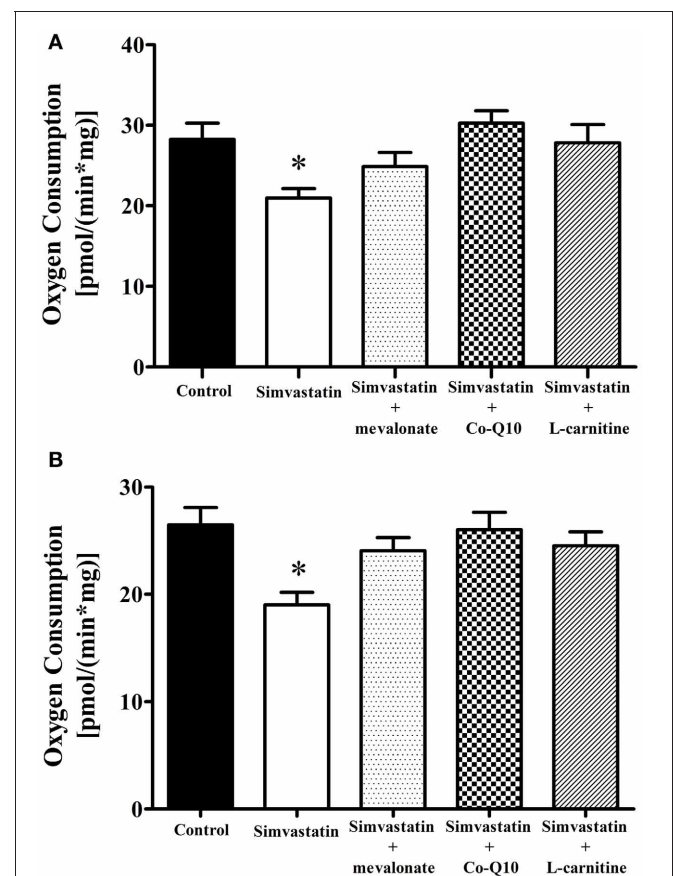 A
Oxygen Consumption
[pmol/(min*mg)]
40
30
20
10
0
*
Control
Simvastatin
Simvastatin
+
mevalonate
Simvastatin
+
Co-Q10
Simvastatin
+
L-carnitine
B
Oxygen Consumption
[pmol/(min*mg)]
30
20
10
0
*
Control
Simvastatin
Simvastatin
+
mevalonate
Simvastatin
+
Co-Q10
Simvastatin
+
L-carnitine